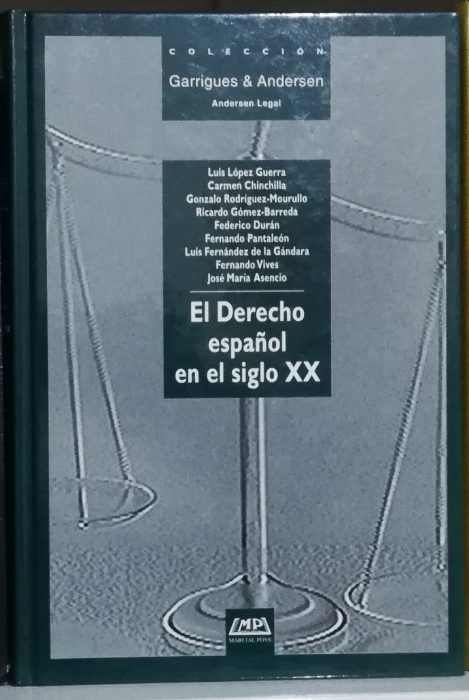 COLECCIÓN
Garrigues & Andersen
Andersen Legal
Luis López Guerra
Carmen Chinchilla
Gonzalo Rodríguez-Mourullo
Ricardo Gómez-Barreda
Federico Durán
Fernando Pantaleón
Luis Fernández de la Gándara
Fernando Vives
José María Asencio
El Derecho
español
en el siglo XX
MP
MARCIAL PONS